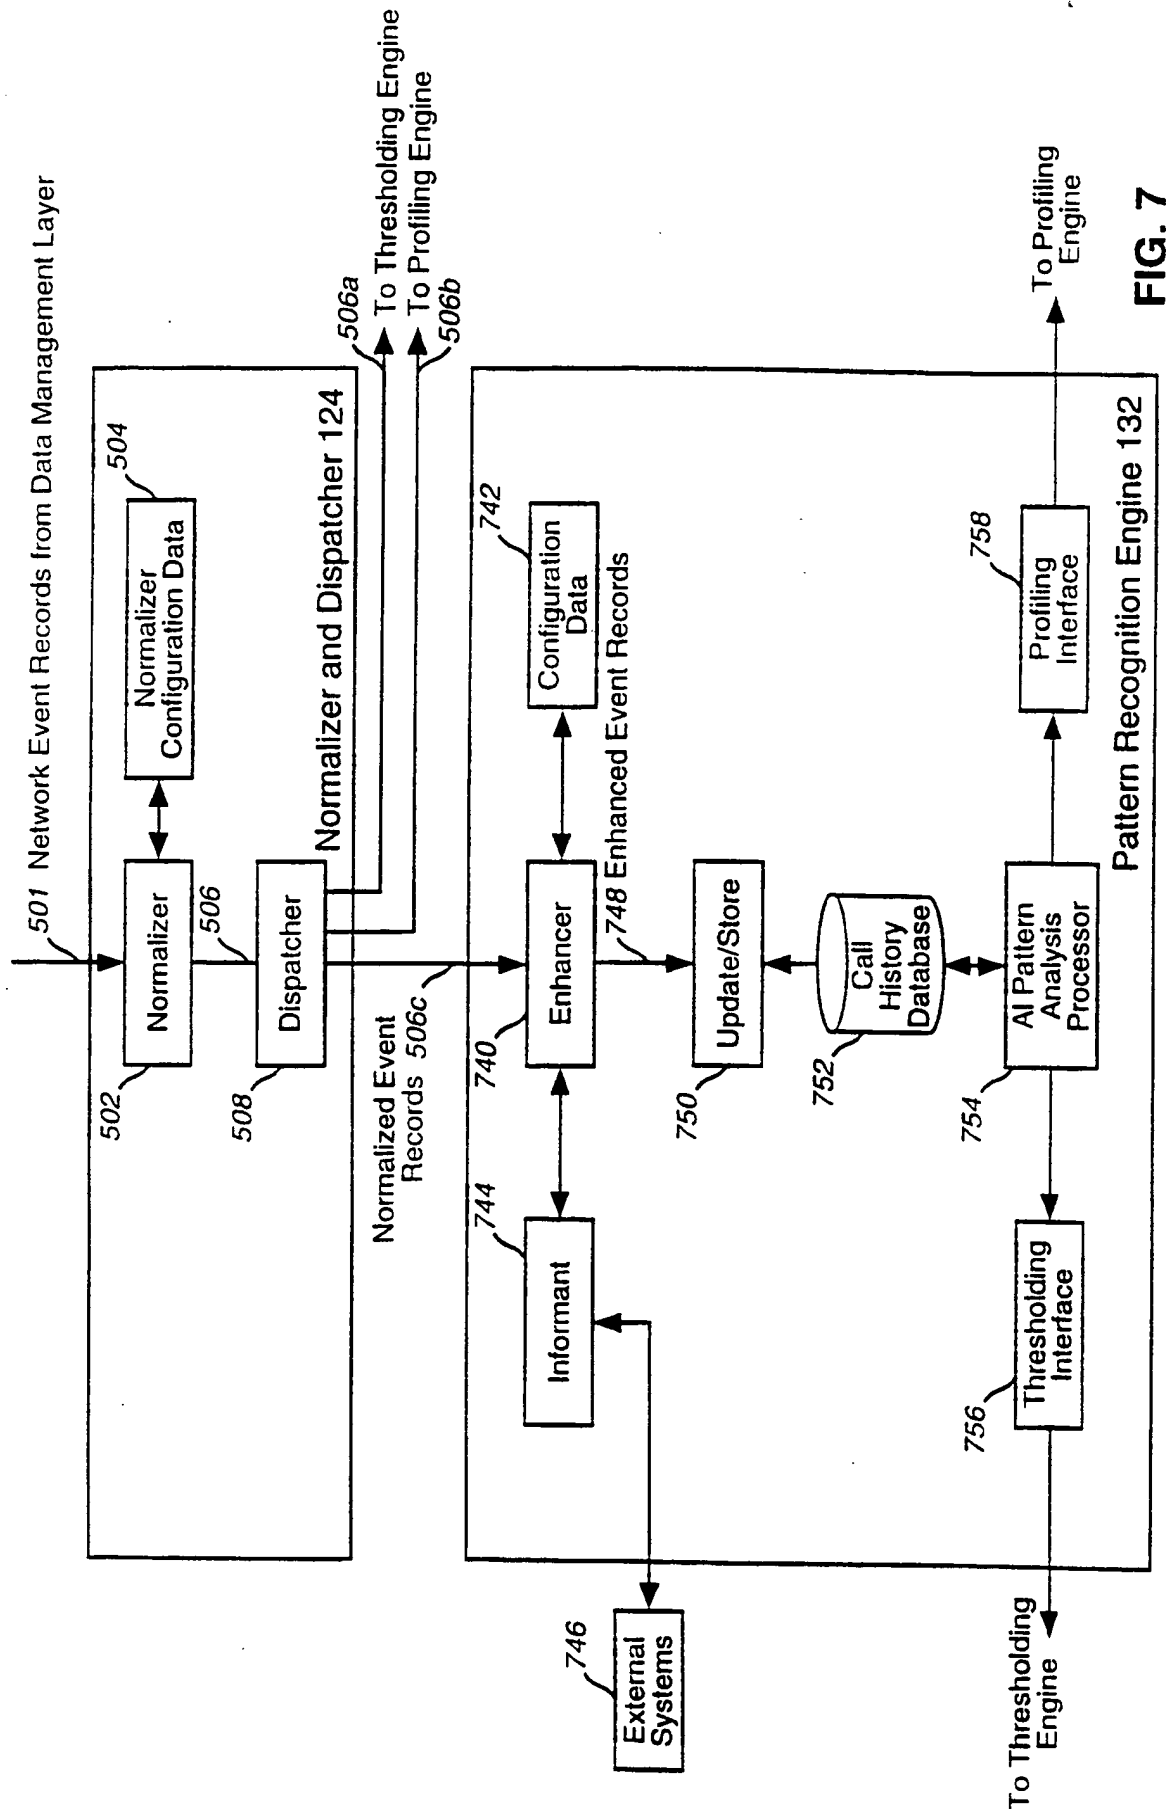 501 Network Event Records from Data Management Layer
Normalizer
502
Normalizer
Configuration Data
504
506
Dispatcher
508
Normalizer and Dispatcher 124
506a
To Thresholding Engine
To Profiling Engine
506b
Normalized Event
Records 506c
744
Informant
740
Enhancer
742
Configuration
Data
748 Enhanced Event Records
746
External
Systems
750
Update/Store
752
Call
History
Database
754
AI Pattern
Analysis
Processor
756
Thresholding
Interface
758
Profiling
Interface
Pattern Recognition Engine 132
To Thresholding
Engine
To Profiling
Engine
FIG. 7